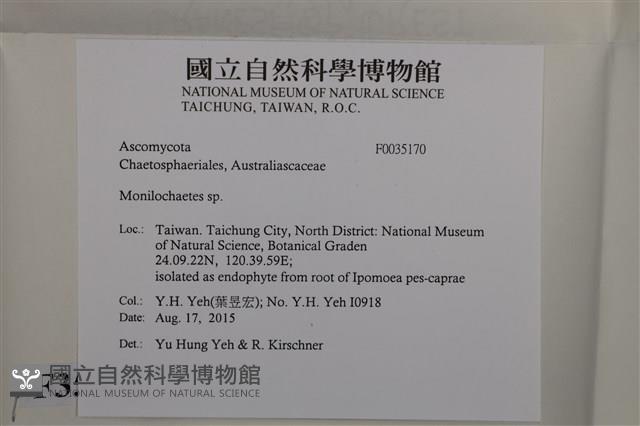 國立自然科學博物館
NATIONAL MUSEUM OF NATURAL SCIENCE
TAICHUNG, TAIWAN, R.O.C.
Ascomycota F0035170
Chaetosphaeriales, Australiascaceae
Monilochaetes sp.
Loc.: Taiwan. Taichung City, North District: National Museum
of Natural Science, Botanical Graden
24.09.22N, 120.39.59E;
isolated as endophyte from root of Ipomoea pes-caprae
Col.: Y.H. Yeh(葉昱宏); No. Y.H. Yeh I0918
Date: Aug. 17, 2015
Det.: Yu Hung Yeh & R. Kirschner
國立自然科學博物館
NATIONAL MUSEUM OF NATURAL SCIENCE